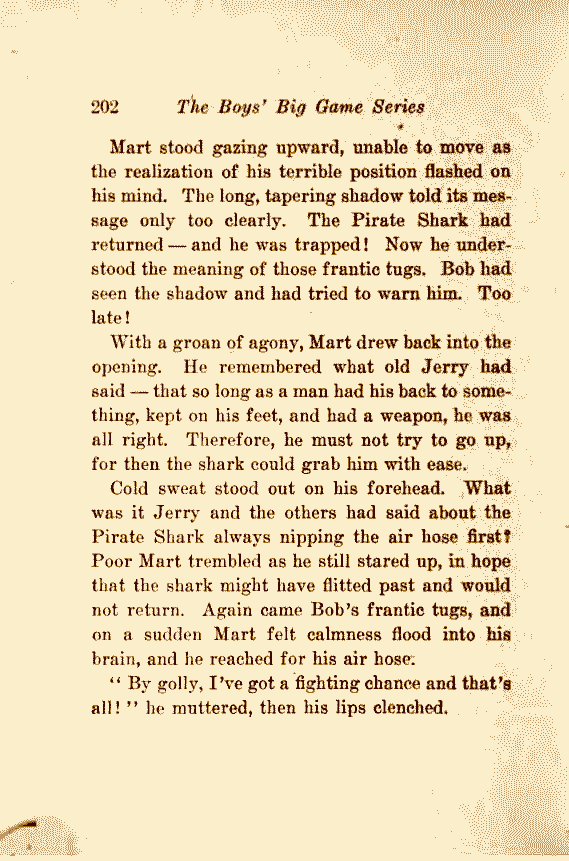 202 The Boys' Big Game Series
Mart stood gazing upward, unable to move as
the realization of his terrible position flashed on
his mind. The long, tapering shadow told its mes-
sage only too clearly. The Pirate Shark had
returned — and he was trapped! Now he under-
stood the meaning of those frantic tugs. Bob had
seen the shadow and had tried to warn him. Too
late!
With a groan of agony, Mart drew back into the
opening. He remembered what old Jerry had
said — that so long as a man had his back to some-
thing, kept on his feet, and had a weapon, he was
all right. Therefore, he must not try to go up,
for then the shark could grab him with ease.
Cold sweat stood out on his forehead. What
was it Jerry and the others had said about the
Pirate Shark always nipping the air hose first?
Poor Mart trembled as he still stared up, in hope
that the shark might have flitted past and would
not return. Again came Bob's frantic tugs, and
on a sudden Mart felt calmness flood into his
brain, and he reached for his air hose.
" By golly, I've got a fighting chance and that's
all! " he muttered, then his lips clenched.